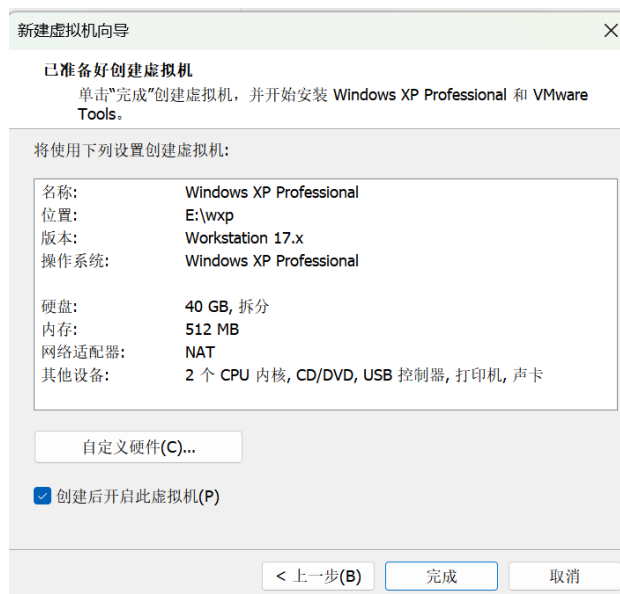 新建虚拟机向导
已准备好创建虚拟机
单击“完成”创建虚拟机，并开始安装 Windows XP Professional 和 VMware
Tools。
将使用下列设置创建虚拟机:
名称: Windows XP Professional
位置: E:\wxp
版本: Workstation 17.x
操作系统: Windows XP Professional
硬盘: 40 GB, 拆分
内存: 512 MB
网络适配器: NAT
其他设备: 2 个 CPU 内核, CD/DVD, USB 控制器, 打印机, 声卡
自定义硬件(C)...
创建后开启此虚拟机(P)
< 上一步(B) 完成 取消